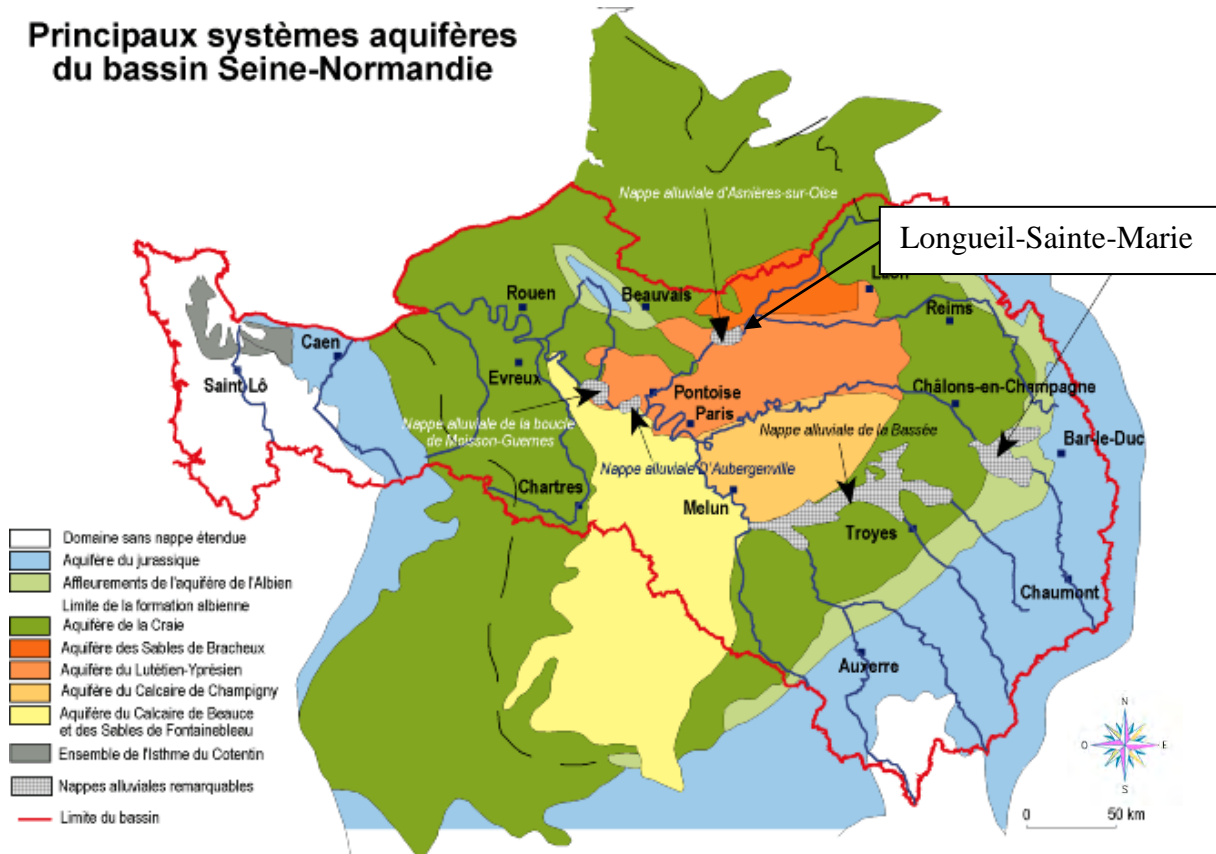 Principaux systèmes aquifères
du bassin Seine-Normandie
Nappe alluviale d'Asnières-sur-Oise
Longueil-Sainte-Marie
Laon
Rouen
Beauvais
Reims
Caen
Saint-Lô
Evreux
Pontoise
Paris
Châlons-en-Champagne
Nappe alluviale de la boucle
de Moisson-Guernes
Nappe alluviale de la Bassée
Bar-le-Duc
Nappe alluviale D'Aubergenville
Chartres
Melun
Troyes
Chaumont
Auxerre
Domaine sans nappe étendue
Aquifère du jurassique
Affleurements de l'aquifère de l'Albien
Limite de la formation albienne
Aquifère de la Craie
Aquifère des Sables de Bracheux
Aquifère du Lutétien-Yprésien
Aquifère du Calcaire de Champigny
Aquifère du Calcaire de Beauce
et des Sables de Fontainebleau
Ensemble de l'Isthme du Cotentin
Nappes alluviales remarquables
Limite du bassin
N
O
E
S
0 50 km